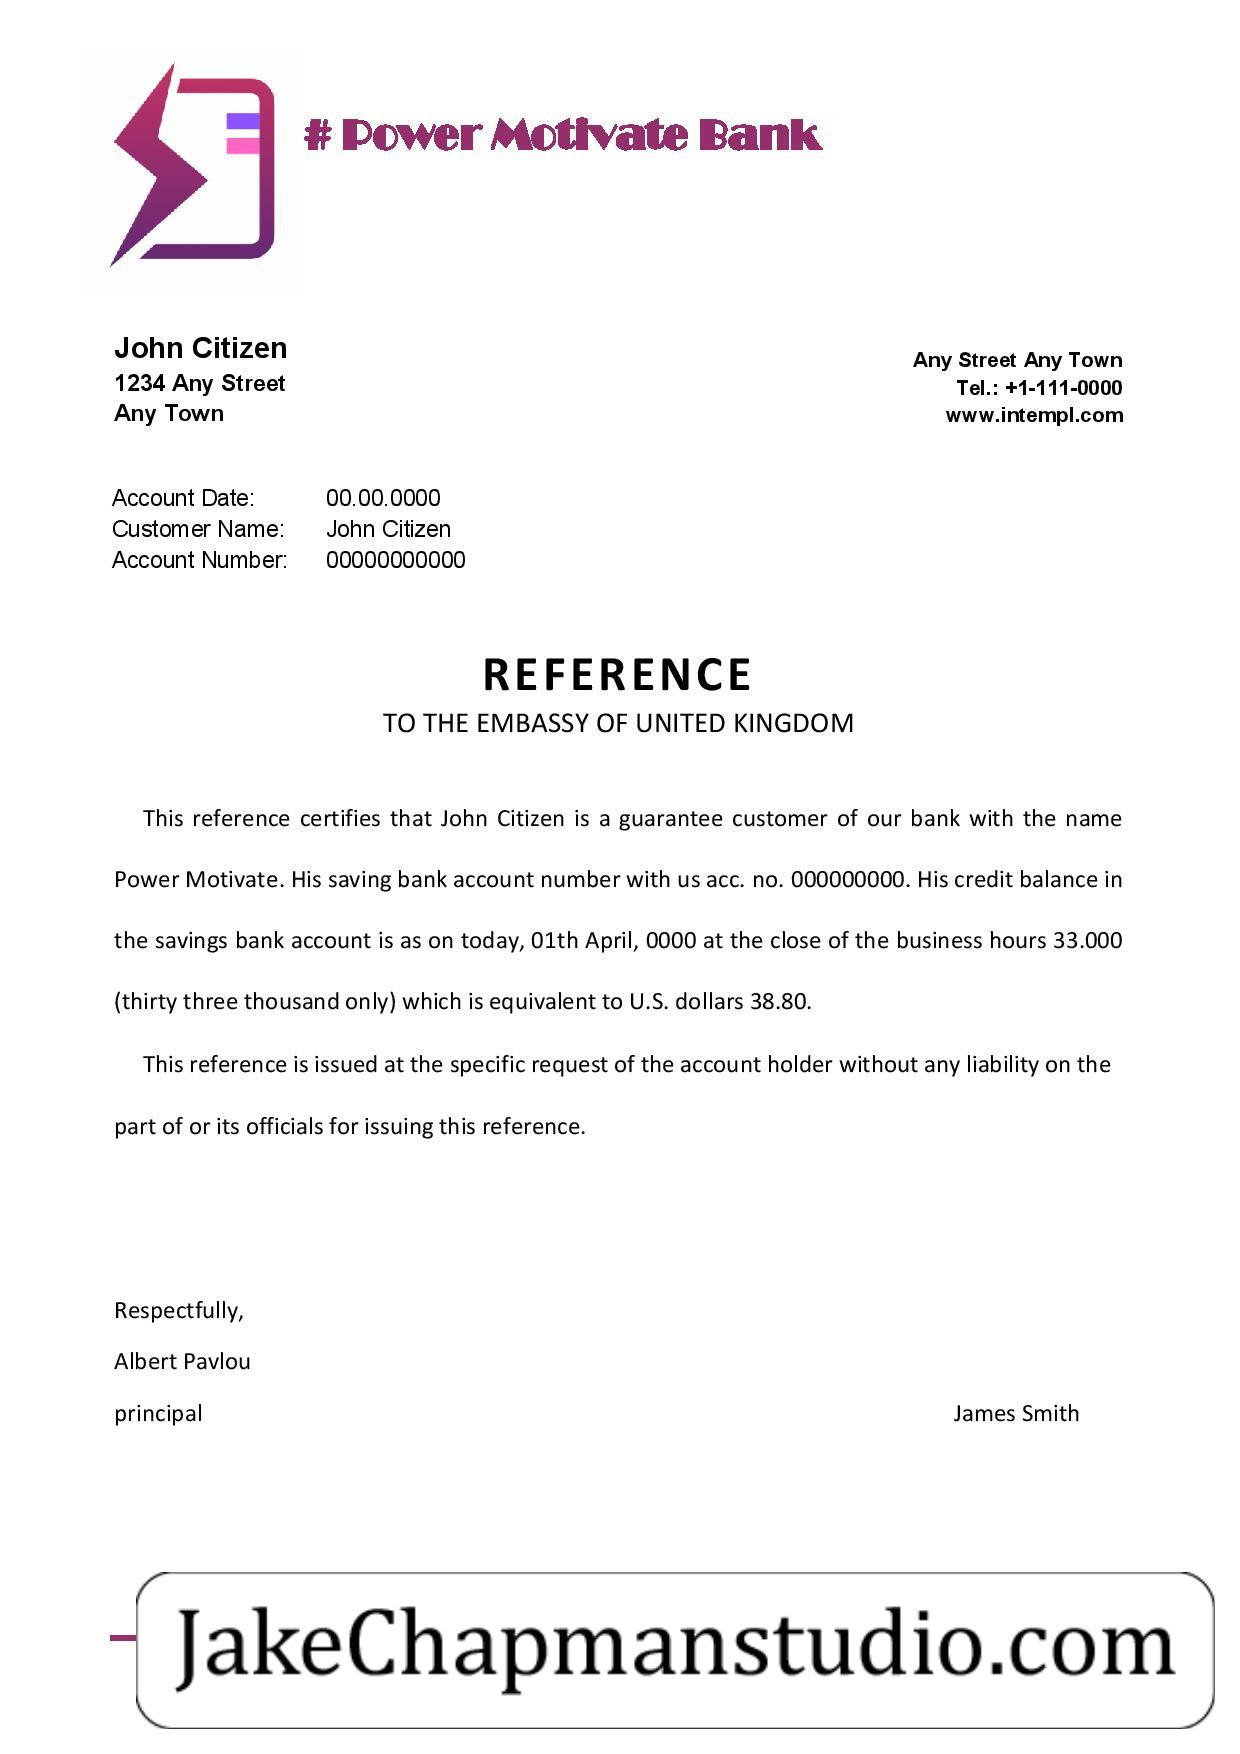 # Power Motivate Bank
John Citizen
1234 Any Street
Any Town
Any Street Any Town
Tel.: +1-111-0000
www.intempl.com
Account Date: 00.00.0000
Customer Name: John Citizen
Account Number: 00000000000
REFERENCE
TO THE EMBASSY OF UNITED KINGDOM
This reference certifies that John Citizen is a guarantee customer of our bank with the name
Power Motivate. His saving bank account number with us acc. no. 000000000. His credit balance in
the savings bank account is as on today, 01th April, 0000 at the close of the business hours 33.000
(thirty three thousand only) which is equivalent to U.S. dollars 38.80.
This reference is issued at the specific request of the account holder without any liability on the
part of or its officials for issuing this reference.
Respectfully,
Albert Pavlou
principal James Smith
JakeChapmanstudio.com